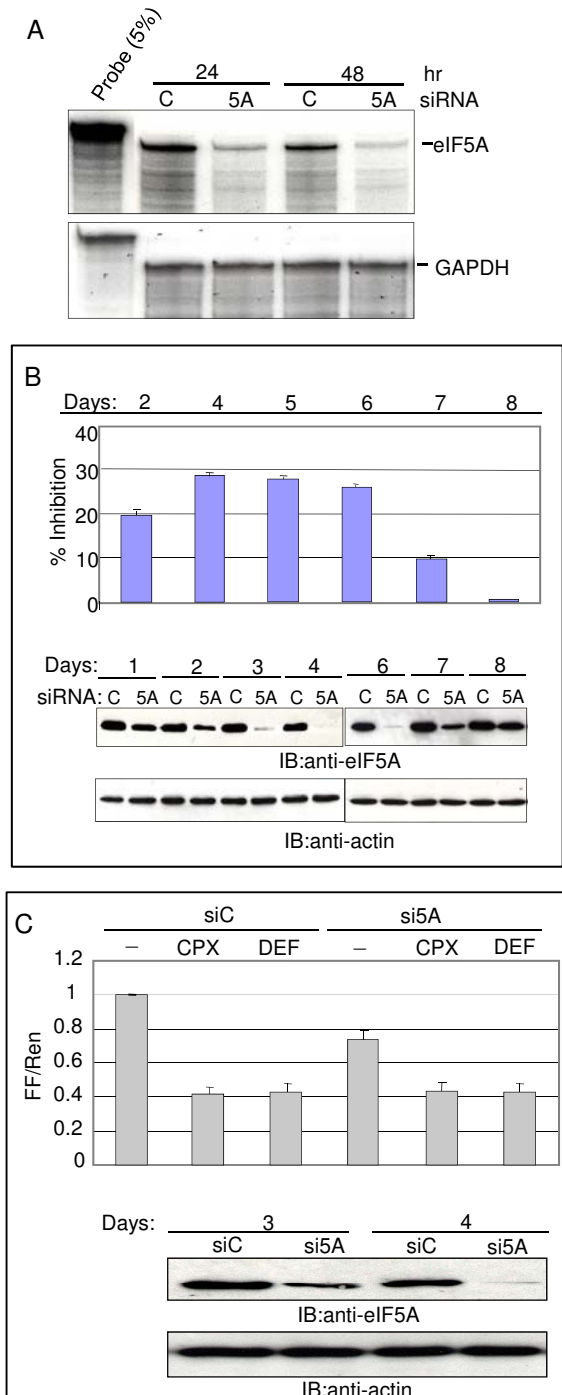 A
Probe (5%)
24 48 hr
C 5A C 5A siRNA
eIF5A
GAPDH
B
Days: 2 4 5 6 7 8
40
30
20
10
0
% Inhibition
Days: 1 2 3 4 6 7 8
siRNA: C 5A C 5A C 5A C 5A C 5A C 5A C 5A
IB:anti-eIF5A
IB:anti-actin
C
siC si5A
– CPX DEF – CPX DEF
1.2
1
0.8
0.6
0.4
0.2
0
FF/Ren
Days: 3 4
siC si5A siC si5A
IB:anti-eIF5A
IB:anti-actin